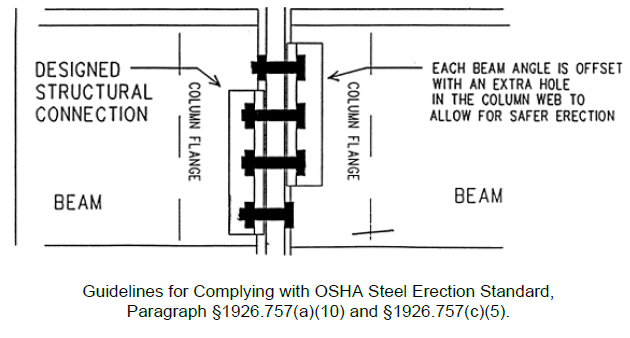 DESIGNED
STRUCTURAL
CONNECTION
COLUMN FLANGE
BEAM
COLUMN FLANGE
EACH BEAM ANGLE IS OFFSET
WITH AN EXTRA HOLE
IN THE COLUMN WEB TO
ALLOW FOR SAFER ERECTION
BEAM
Guidelines for Complying with OSHA Steel Erection Standard,
Paragraph §1926.757(a)(10) and §1926.757(c)(5).